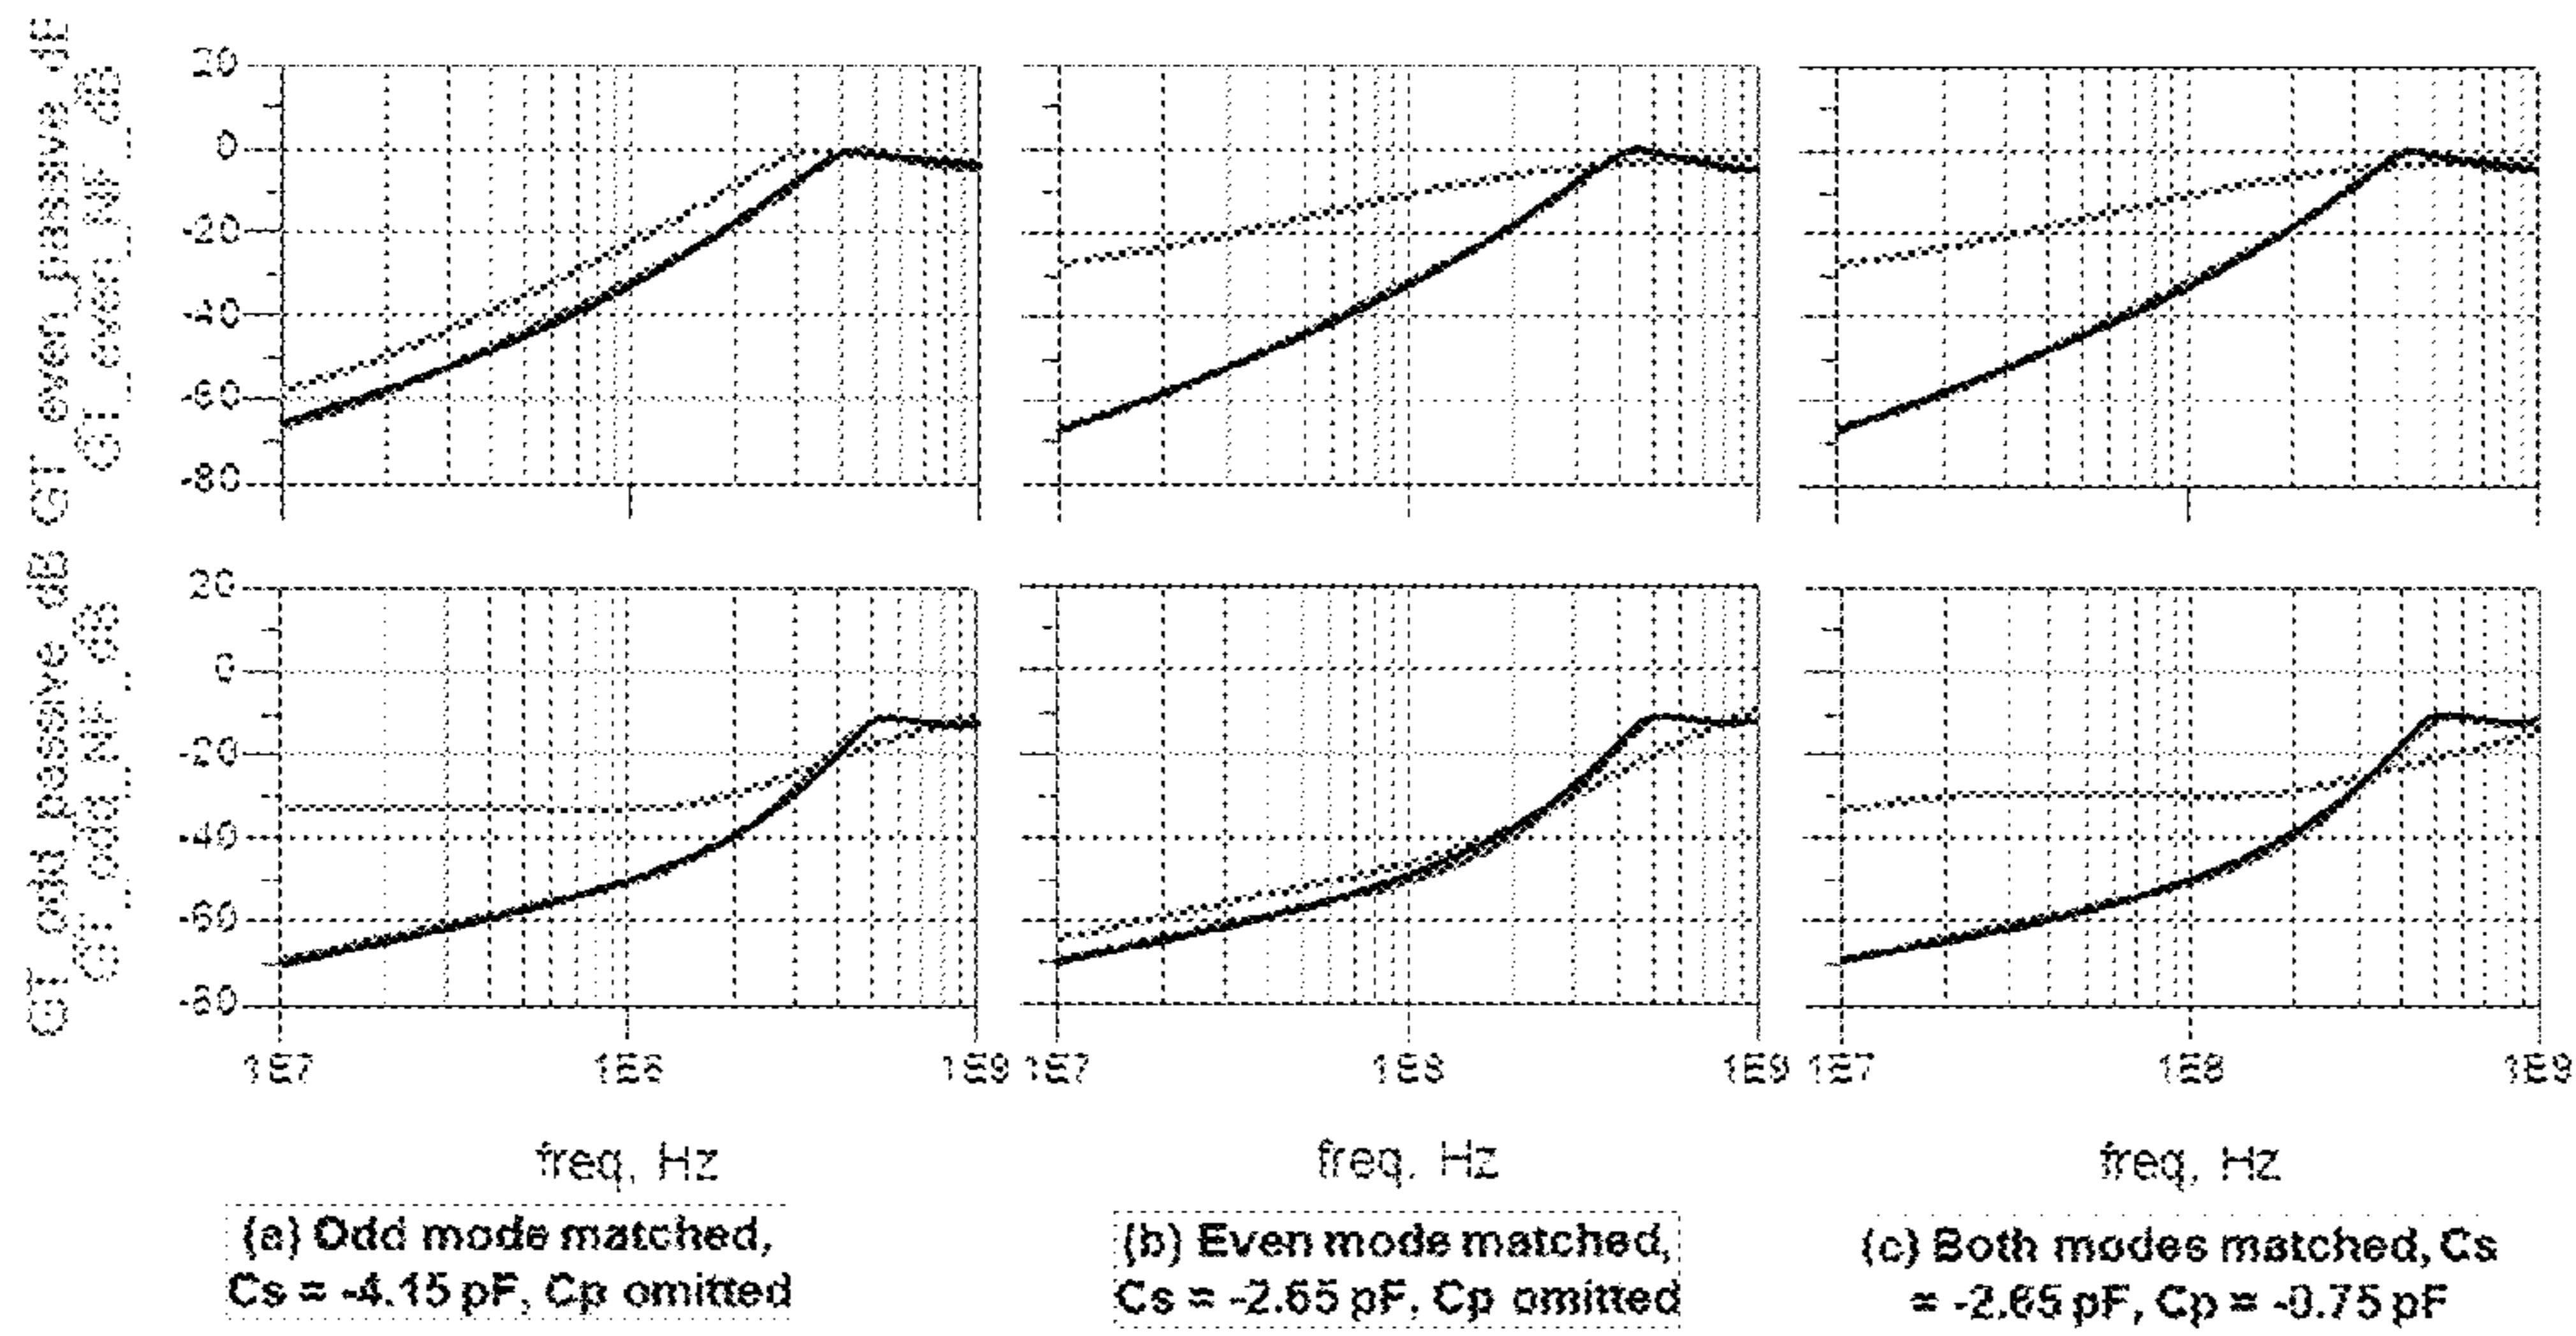 GT_even_passive_dB
GT_even_NF_dB
20
0
-20
-40
-60
-80
GT_odd_passive_dB
GT_odd_NF_dB
20
0
-20
-40
-60
-80
1E7 1E8 1E9 1E7 1E8 1E9 1E7 1E8 1E9
freq, Hz freq, Hz freq, Hz
(a) Odd mode matched,
Cs = -4.15 pF, Cp omitted
(b) Even mode matched,
Cs = -2.65 pF, Cp omitted
(c) Both modes matched, Cs
= -2.65 pF, Cp = -0.75 pF